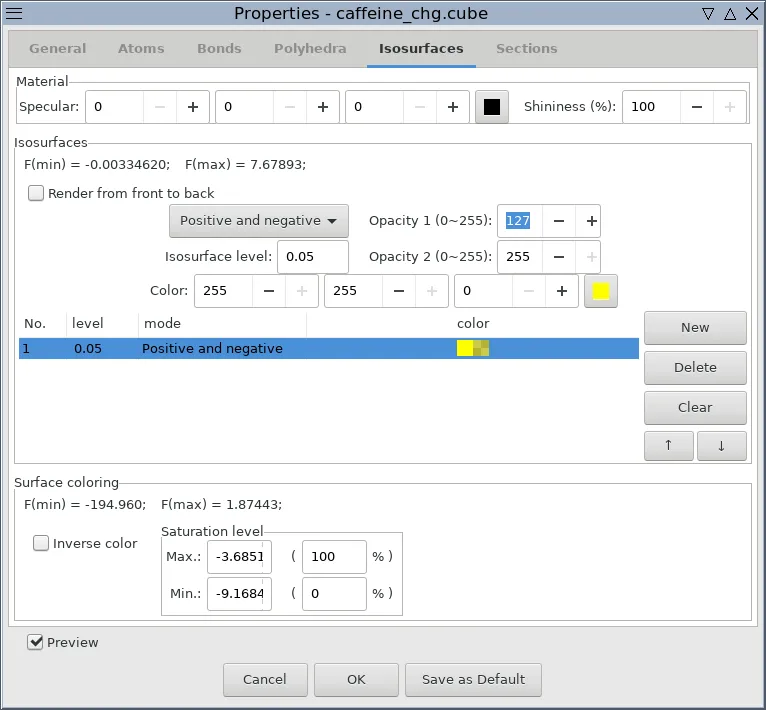 Properties - caffeine_chg.cube
General Atoms Bonds Polyhedra Isosurfaces Sections
Material
Specular: 0 − + 0 − + 0 − + Shininess (%): 100 − +
Isosurfaces
F(min) = -0.00334620; F(max) = 7.67893;
Render from front to back
Positive and negative Opacity 1 (0~255): 127 − +
Isosurface level: 0.05 Opacity 2 (0~255): 255 − +
Color: 255 − + 255 − + 0 − +
No. level mode color
1 0.05 Positive and negative
New
Delete
Clear
↑ ↓
Surface coloring
F(min) = -194.960; F(max) = 1.87443;
Saturation level
Inverse color
Max.: -3.6851 ( 100 % )
Min.: -9.1684 ( 0 % )
Preview
Cancel OK Save as Default